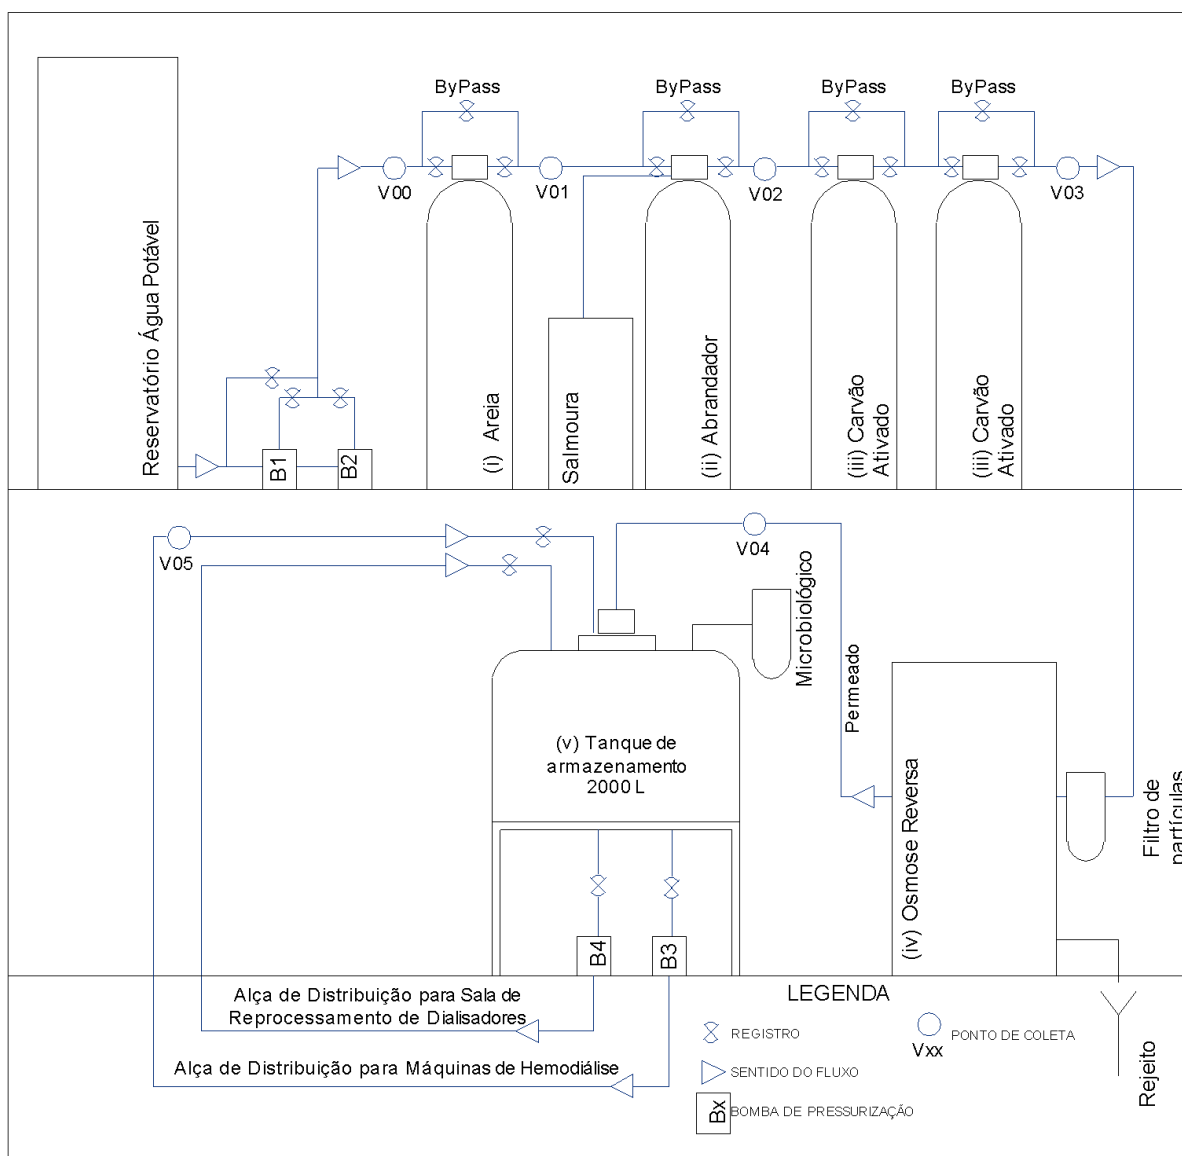 ByPass
ByPass
ByPass
ByPass
V00
V01
V02
V03
Reservatório Água Potável
B1
B2
(i) Areia
Salmoura
(ii) Abrandador
(iii) Carvão
Ativado
(iii) Carvão
Ativado
V05
V04
Microbiológico
Permeado
(v) Tanque de
armazenamento
2000 L
(iv) Osmose Reversa
Filtro de
partículas
B4
B3
Alça de Distribuição para Sala de
Reprocessamento de Dialisadores
Alça de Distribuição para Máquinas de Hemodiálise
LEGENDA
REGISTRO
SENTIDO DO FLUXO
Bx
BOMBA DE PRESSURIZAÇÃO
Vxx
PONTO DE COLETA
Rejeito